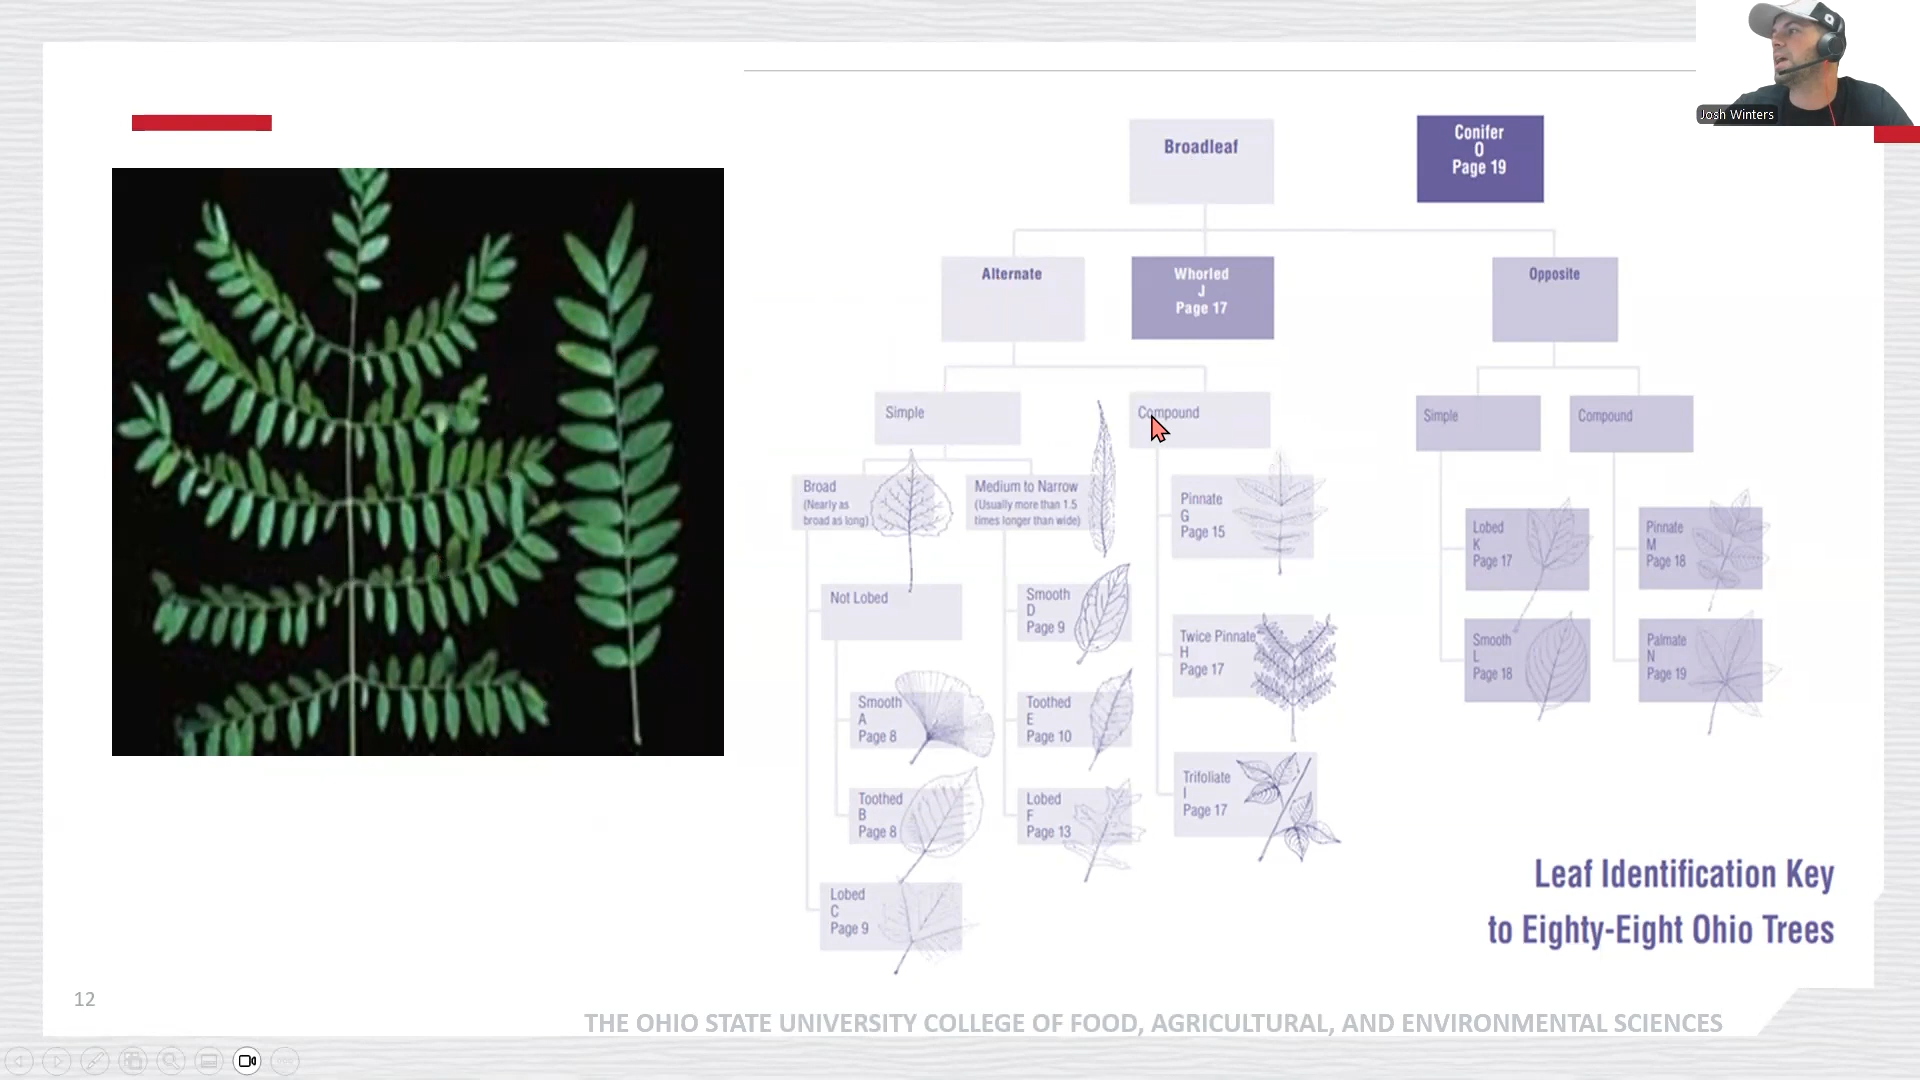 Josh Winters
Broadleaf
Conifer
O
Page 19
Alternate
Whorled
J
Page 17
Opposite
Simple
Compound
Simple
Compound
Broad
(Nearly as
broad as long)
Medium to Narrow
(Usually more than 1.5
times longer than wide)
Pinnate
G
Page 15
Lobed
K
Page 17
Pinnate
M
Page 18
Not Lobed
Smooth
D
Page 9
Twice Pinnate
H
Page 17
Smooth
L
Page 18
Palmate
N
Page 19
Smooth
A
Page 8
Toothed
E
Page 10
Trifoliate
I
Page 17
Toothed
B
Page 8
Lobed
F
Page 13
Lobed
C
Page 9
Leaf Identification Key
to Eighty-Eight Ohio Trees
12
THE OHIO STATE UNIVERSITY COLLEGE OF FOOD, AGRICULTURAL, AND ENVIRONMENTAL SCIENCES